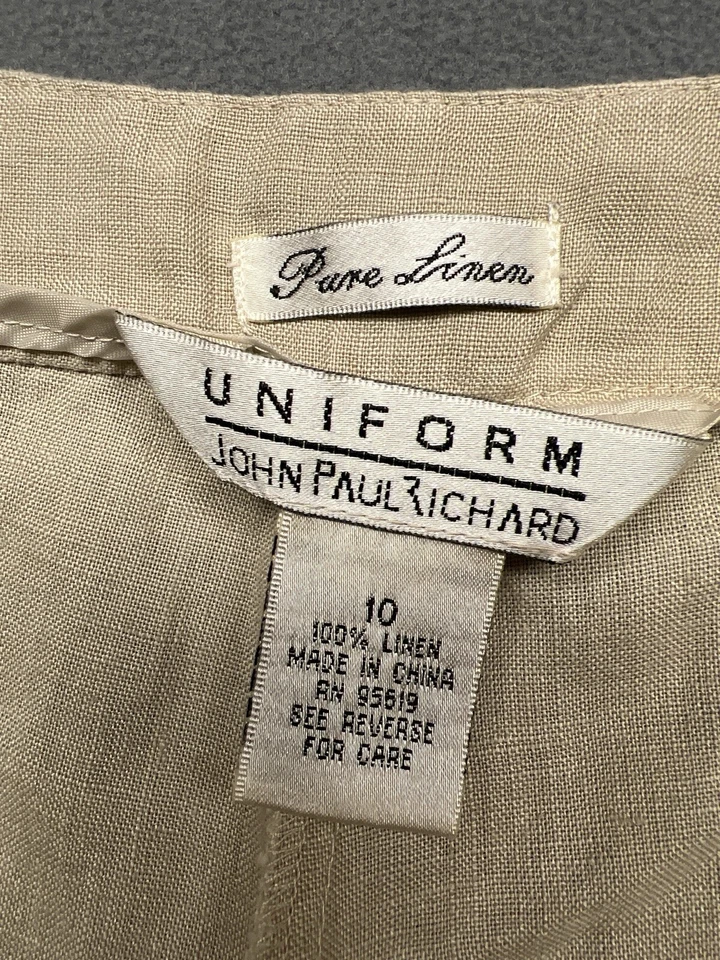 Pure Linen
UNIFORM
JOHN PAUL RICHARD
10
100% LINEN
MADE IN CHINA
RN 95619
SEE REVERSE
FOR CARE